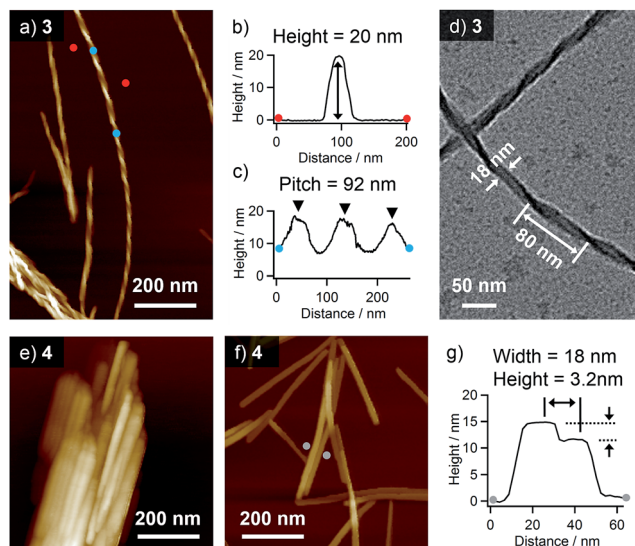 a) 3
200 nm
b)
Height = 20 nm
Height / nm
20
10
0
0
100
200
Distance / nm
c)
Pitch = 92 nm
Height / nm
20
10
0
0
100
200
Distance / nm
d) 3
18 nm
80 nm
50 nm
e) 4
200 nm
f) 4
200 nm
g)
Width = 18 nm
Height = 3.2nm
Height / nm
20
15
10
5
0
0
20
40
60
Distance / nm